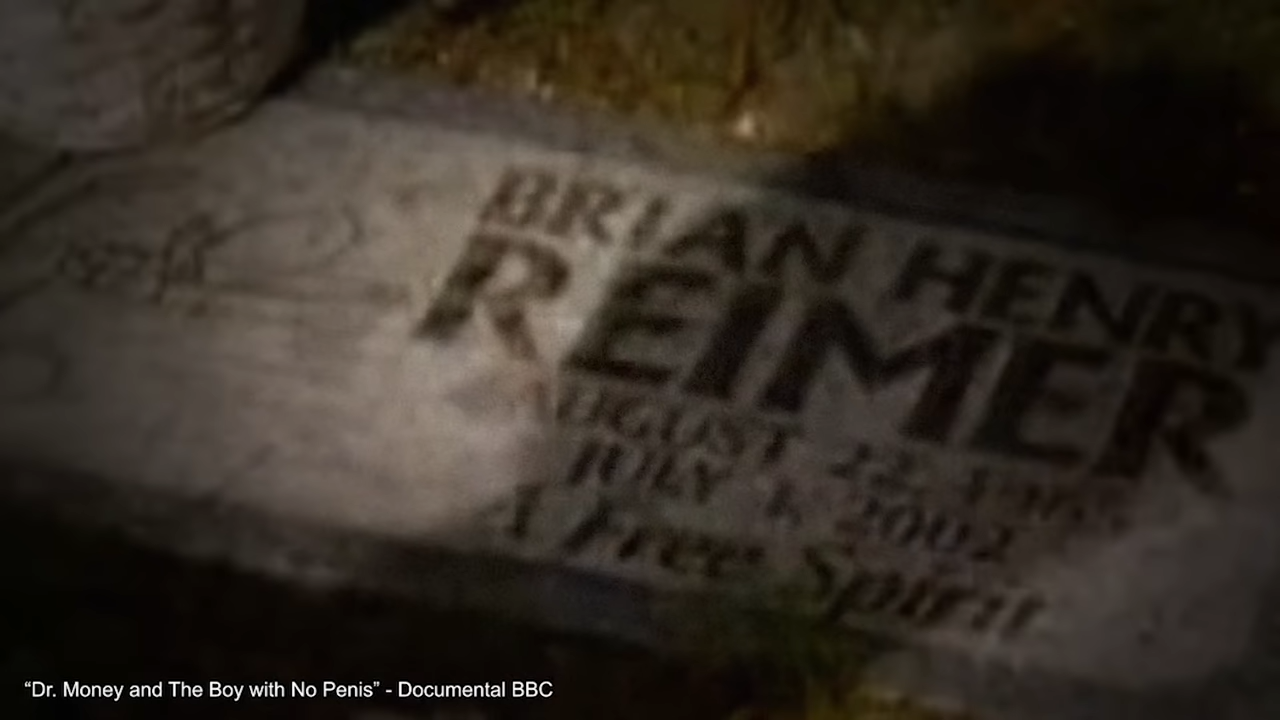 BRIAN HENRY
REIMER
AUGUST 22, 1965
JULY 1, 2002
A Free Spirit
“Dr. Money and The Boy with No Penis” - Documental BBC